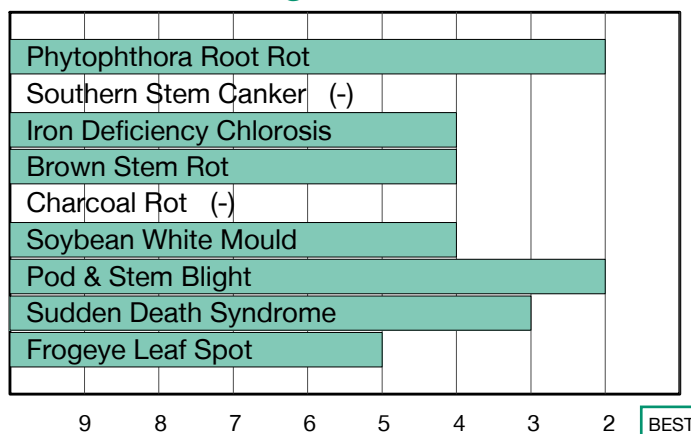 Phytophthora Root Rot
Southern Stem Canker (-)
Iron Deficiency Chlorosis
Brown Stem Rot
Charcoal Rot (-)
Soybean White Mould
Pod & Stem Blight
Sudden Death Syndrome
Frogeye Leaf Spot
9 8 7 6 5 4 3 2 BEST